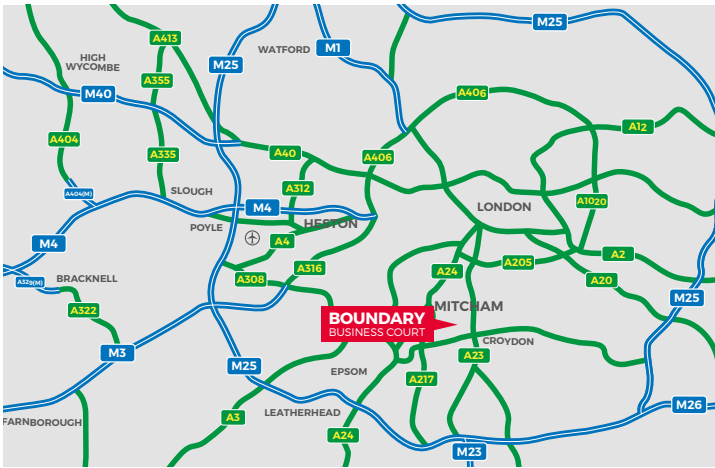 M25
A413
WATFORD
M1
HIGH
WYCOMBE
M25
A355
M40
A406
A404
A12
A335
A40
A406
A404(M)
SLOUGH
A312
A1020
M4
LONDON
POYLE
HESTON
M4
A4
A24
A205
A2
A316
A308
A20
BRACKNELL
A329(M)
A322
M25
MITCHAM
BOUNDARY
BUSINESS COURT
CROYDON
M3
A23
M25
EPSOM
A217
M26
LEATHERHEAD
FARNBOROUGH
A3
A24
M23